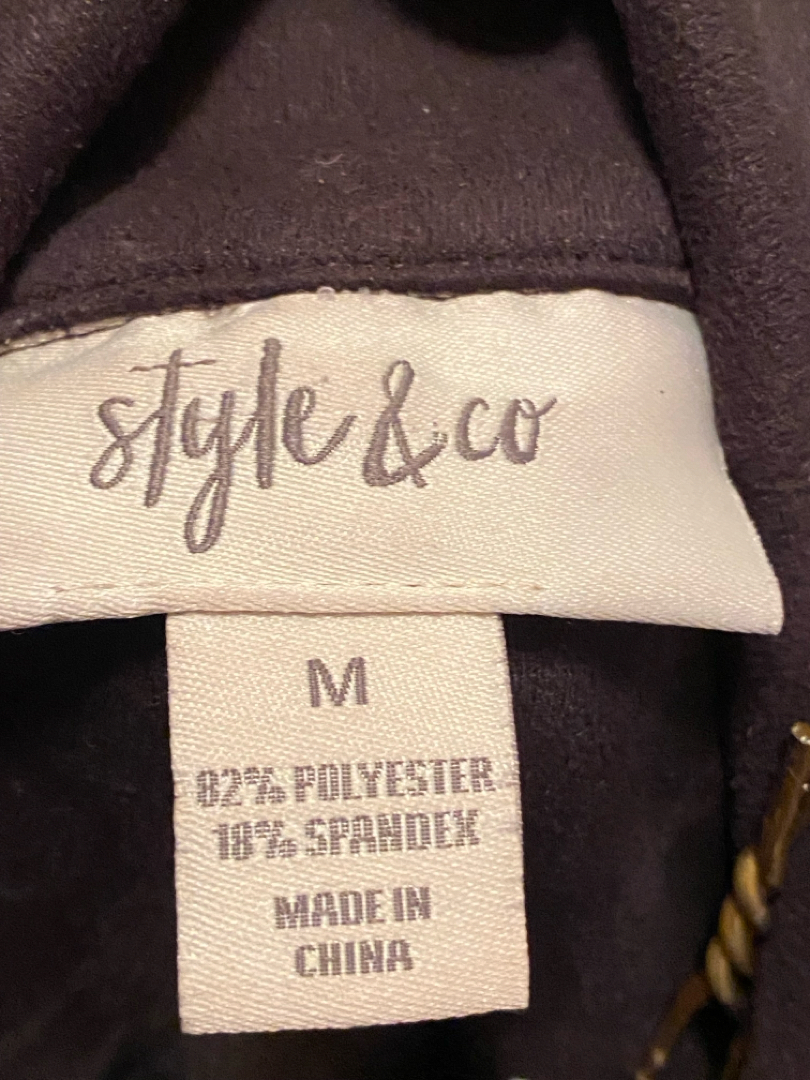 style & co
M
82% POLYESTER
18% SPANDEX
MADE IN
CHINA